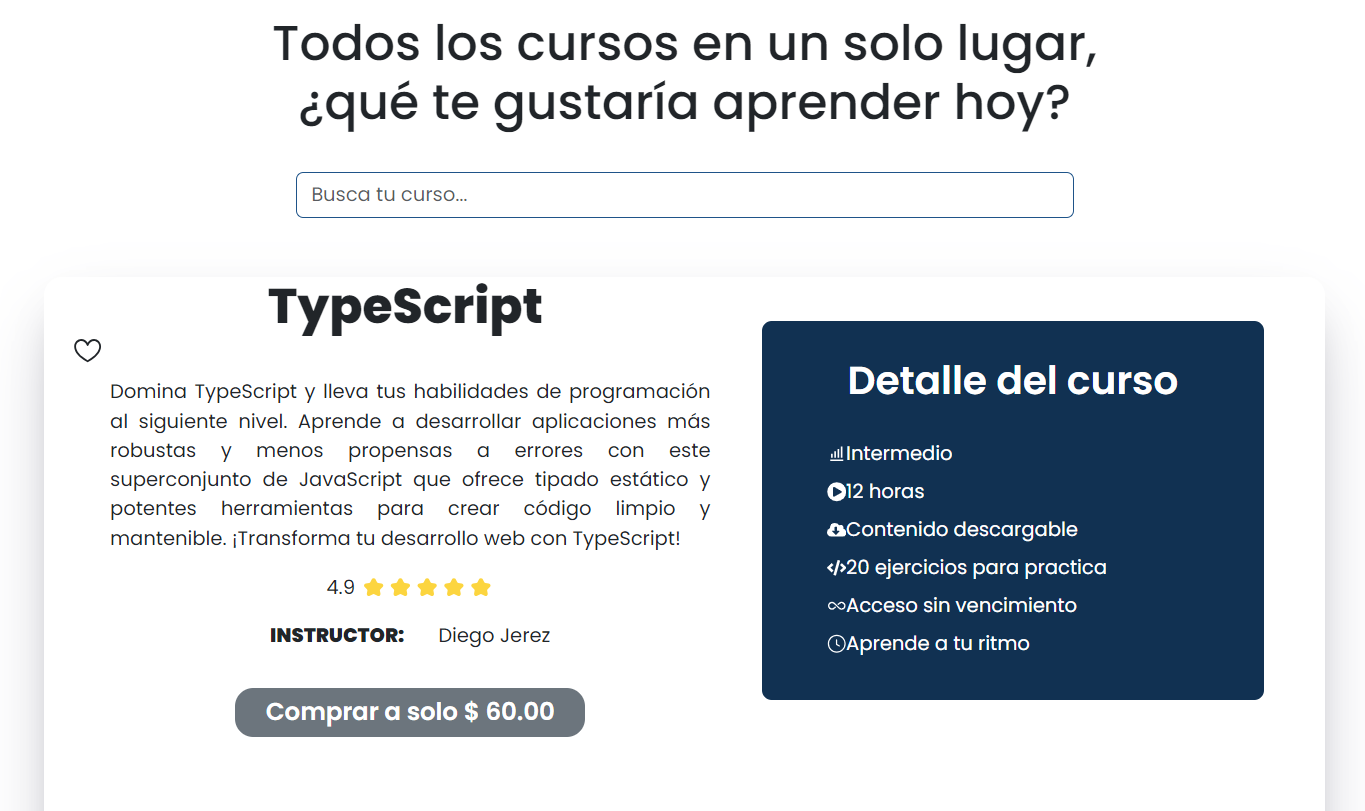 Todos los cursos en un solo lugar,
¿qué te gustaría aprender hoy?
Busca tu curso...
TypeScript
Domina TypeScript y lleva tus habilidades de programación
al siguiente nivel. Aprende a desarrollar aplicaciones más
robustas y menos propensas a errores con este
superconjunto de JavaScript que ofrece tipado estático y
potentes herramientas para crear código limpio y
mantenible. ¡Transforma tu desarrollo web con TypeScript!
4.9
INSTRUCTOR: Diego Jerez
Comprar a solo $ 60.00
Detalle del curso
Intermedio
12 horas
Contenido descargable
20 ejercicios para practica
Acceso sin vencimiento
Aprende a tu ritmo